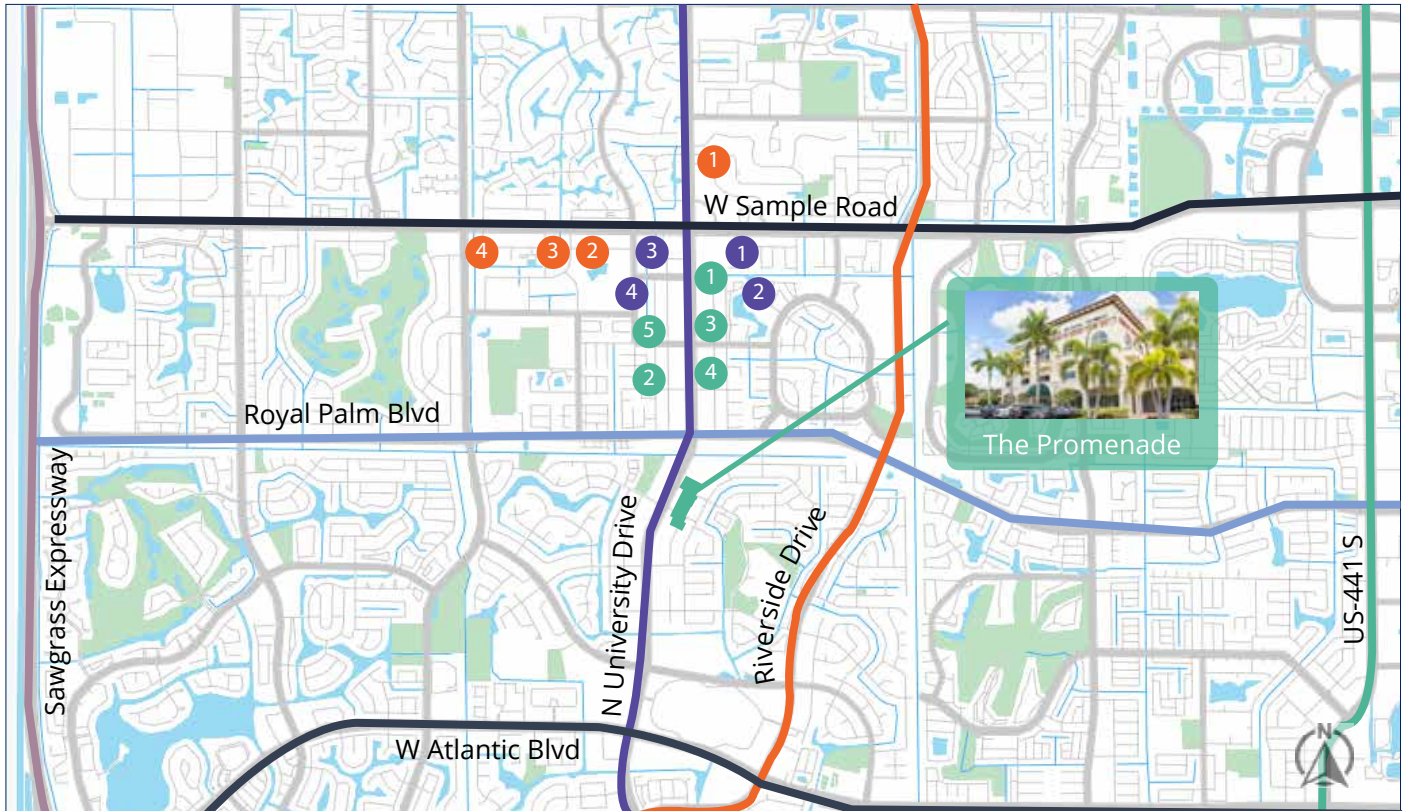 1
W Sample Road
4
3
2
3
1
1
4
2
5
3
2
4
Royal Palm Blvd
The Promenade
Sawgrass Expressway
N University Drive
Riverside Drive
US-441 S
W Atlantic Blvd
N